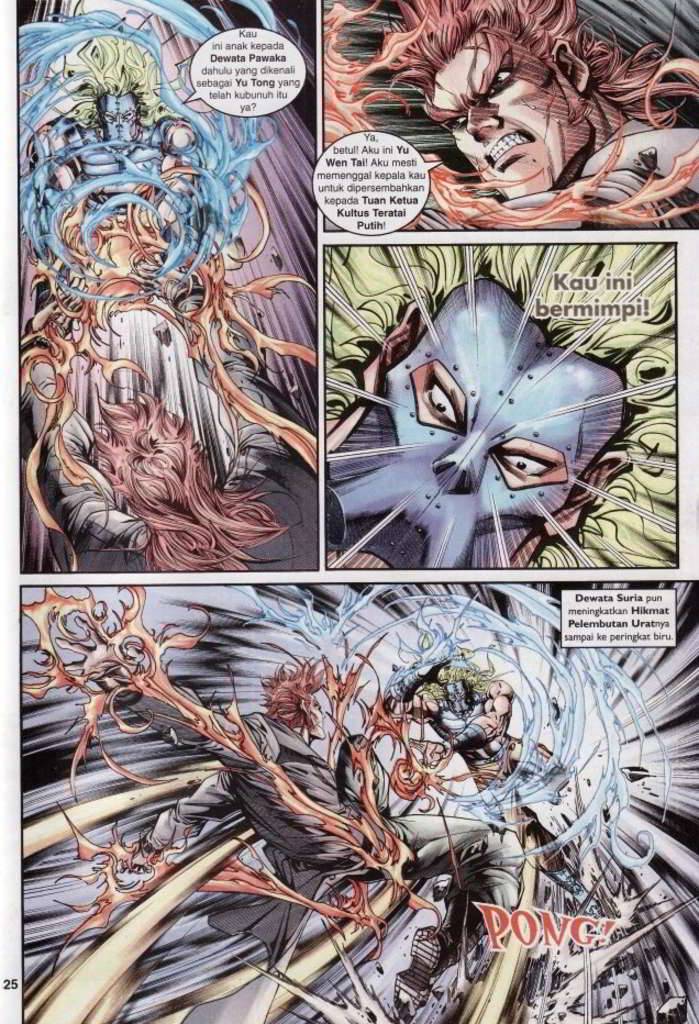 Kau
ini anak kepada
Dewata Pawaka
dahulu yang dikenali
sebagai Yu Tong yang
telah kubunuh itu
ya?
Ya,
betul! Aku ini Yu
Wen Tai! Aku mesti
memenggal kepala kau
untuk dipersembahkan
kepada Tuan Ketua
Kultus Teratai
Putih!
Kau ini
bermimpi!
Dewata Suria pun
meningkatkan Hikmat
Pelembutan Uratnya
sampai ke peringkat biru.
PONG!
25